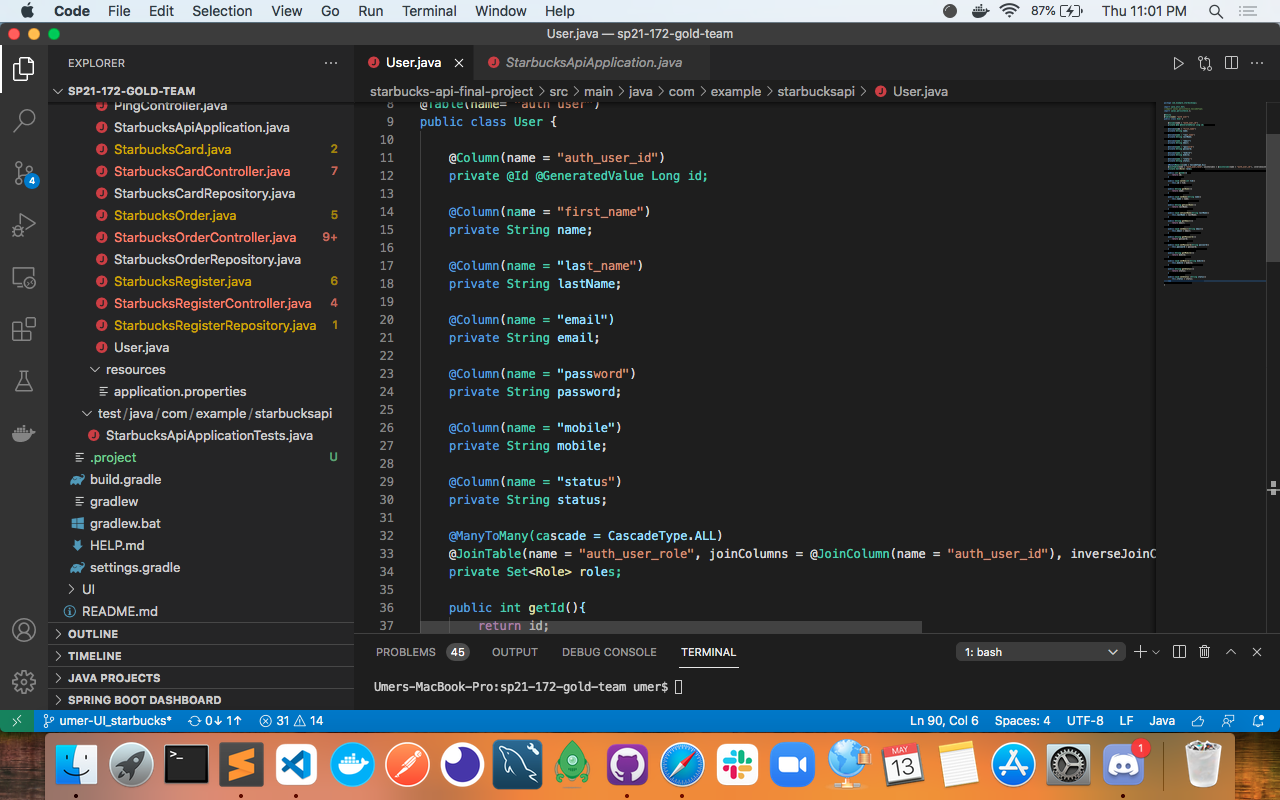 Code File Edit Selection View Go Run Terminal Window Help 87% Thu 11:01 PM
User.java — sp21-172-gold-team
EXPLORER
User.java
StarbucksApiApplication.java
SP21-172-GOLD-TEAM
starbucks-api-final-project > src > main > java > com > example > starbucksapi > User.java
PingController.java
StarbucksApiApplication.java
StarbucksCard.java 2
StarbucksCardController.java 7
StarbucksCardRepository.java
StarbucksOrder.java 5
StarbucksOrderController.java 9+
StarbucksOrderRepository.java
StarbucksRegister.java 6
StarbucksRegisterController.java 4
StarbucksRegisterRepository.java 1
User.java
resources
application.properties
test/java/com/example/starbucksapi
StarbucksApiApplicationTests.java
.project U
build.gradle
gradlew
gradlew.bat
HELP.md
settings.gradle
UI
README.md
OUTLINE
TIMELINE
JAVA PROJECTS
SPRING BOOT DASHBOARD
4
8 @Table(name= "auth_user")
9 public class User {
10
11 @Column(name = "auth_user_id")
12 private @Id @GeneratedValue Long id;
13
14 @Column(name = "first_name")
15 private String name;
16
17 @Column(name = "last_name")
18 private String lastName;
19
20 @Column(name = "email")
21 private String email;
22
23 @Column(name = "password")
24 private String password;
25
26 @Column(name = "mobile")
27 private String mobile;
28
29 @Column(name = "status")
30 private String status;
31
32 @ManyToMany(cascade = CascadeType.ALL)
33 @JoinTable(name = "auth_user_role", joinColumns = @JoinColumn(name = "auth_user_id"), inverseJoinC
34 private Set<Role> roles;
35
36 public int getId(){
37 return id;
PROBLEMS 45 OUTPUT DEBUG CONSOLE TERMINAL 1: bash
Umers-MacBook-Pro:sp21-172-gold-team umer$
umer-UI_starbucks* 0↓ 1↑ 31 14 Ln 90, Col 6 Spaces: 4 UTF-8 LF Java
MAY
13
1